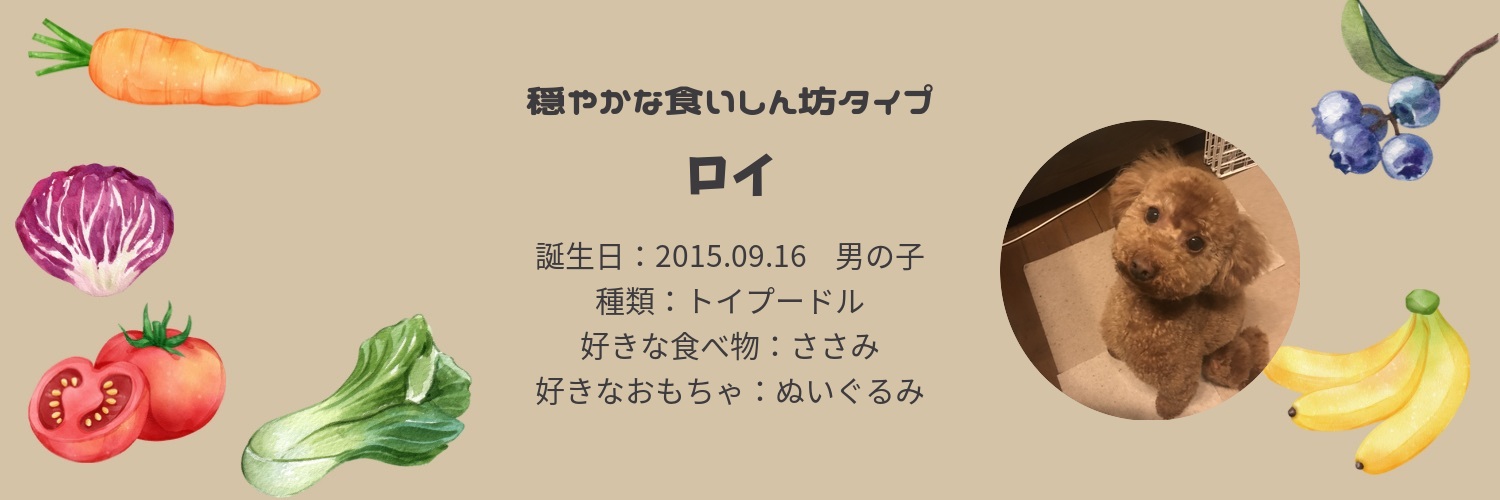 穏やかな食いしん坊タイプ
ロイ
誕生日：2015.09.16　男の子
種類：トイプードル
好きな食べ物：ささみ
好きなおもちゃ：ぬいぐるみ